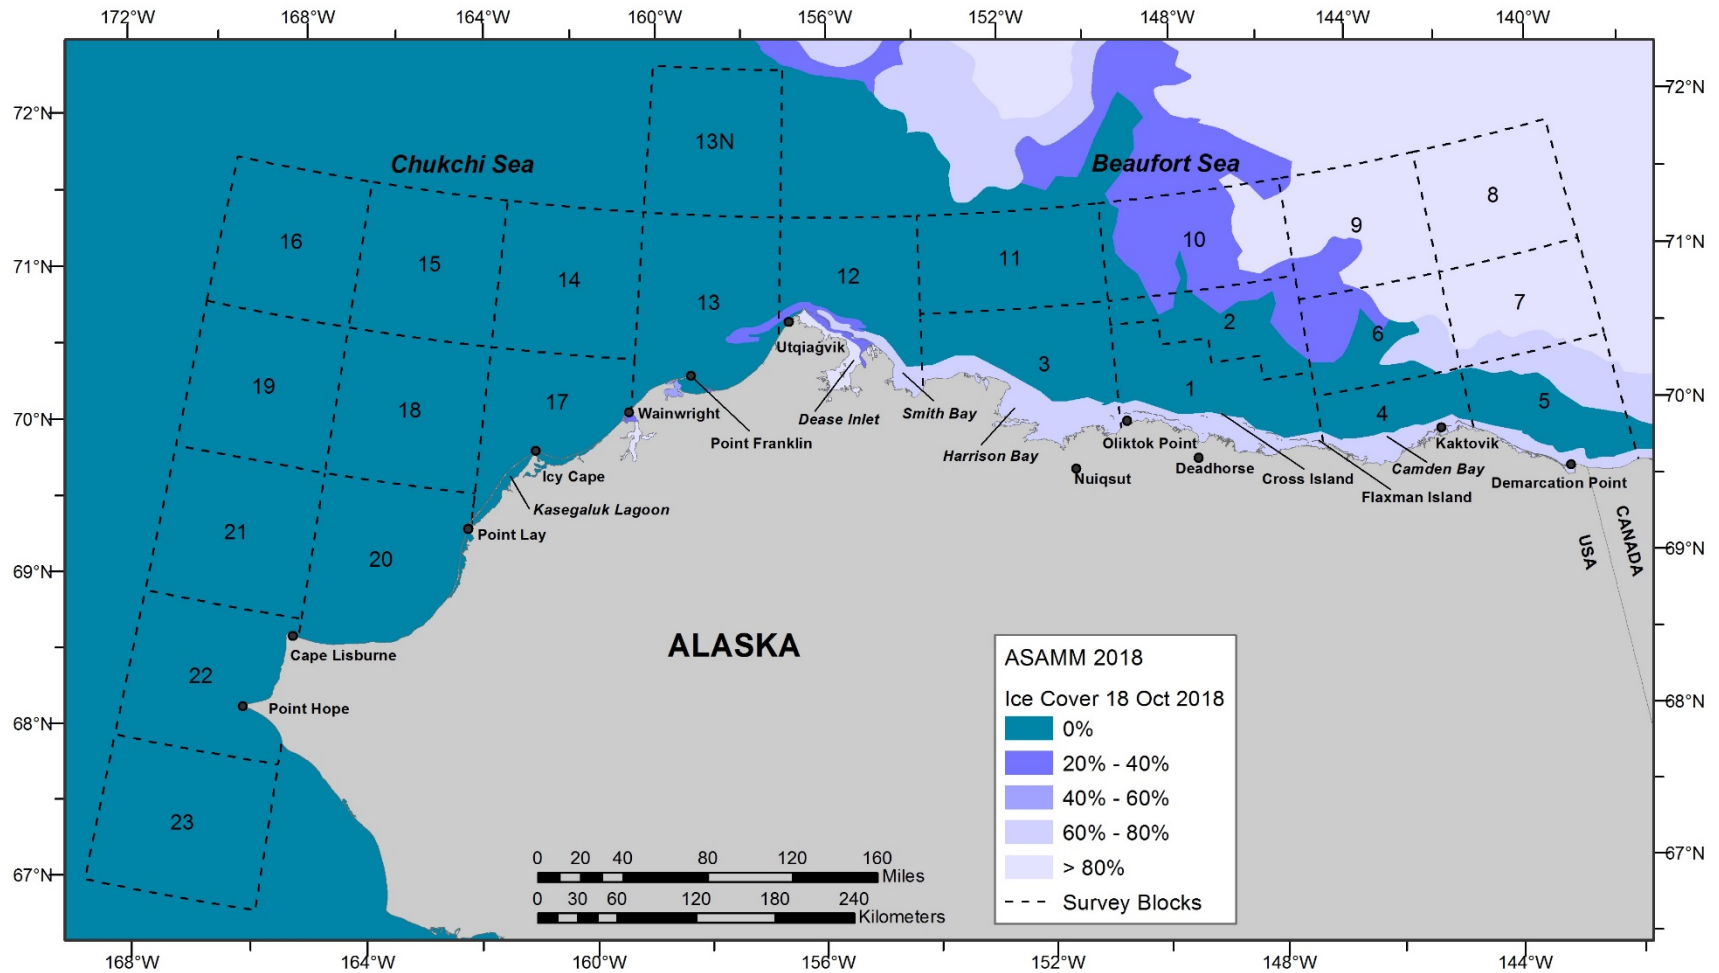 172°W 168°W 164°W 160°W 156°W 152°W 148°W 144°W 140°W
72°N 72°N
13N
Chukchi Sea Beaufort Sea
8
9
16 10
71°N 15 11 71°N
14 12
13 7
2 6
Utqiaġvik
3
19 1
18 17 5
4
70°N Wainwright Dease Inlet Smith Bay 70°N
Point Franklin Oliktok Point Kaktovik
Harrison Bay Camden Bay
Icy Cape Nuiqsut Deadhorse Cross Island Demarcation Point
Flaxman Island
Kasegaluk Lagoon
21 Point Lay
CANADA
USA
20
69°N 69°N
ALASKA
Cape Lisburne
22
Point Hope
68°N 68°N
23
67°N 67°N
ASAMM 2018
Ice Cover 18 Oct 2018
0%
20% - 40%
40% - 60%
60% - 80%
> 80%
Survey Blocks
0 20 40 80 120 160
Miles
0 30 60 120 180 240
Kilometers
168°W 164°W 160°W 156°W 152°W 148°W 144°W